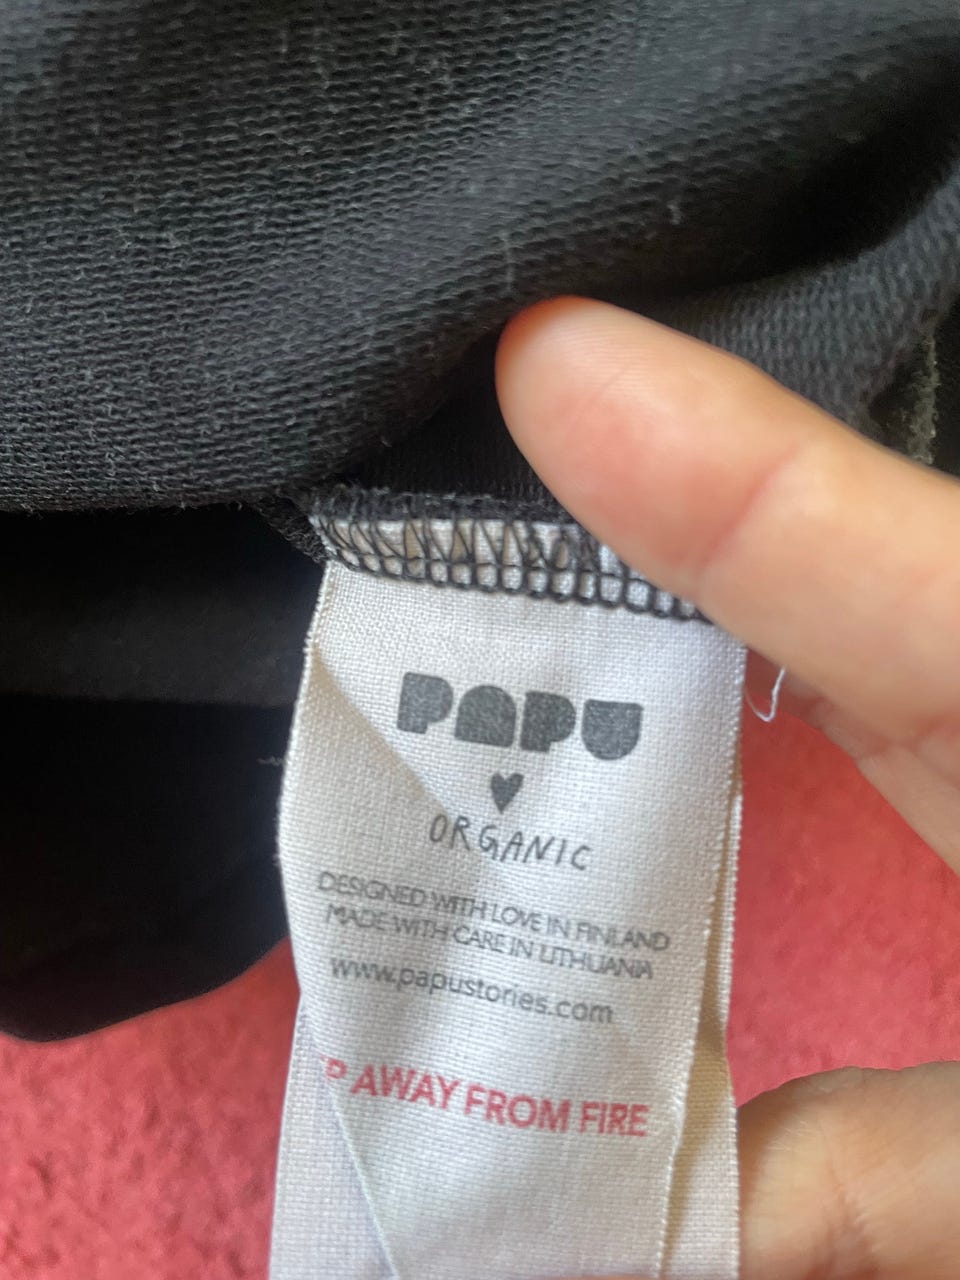 PAPU
ORGANIC
DESIGNED WITH LOVE IN FINLAND
MADE WITH CARE IN LITHUANIA
www.papustories.com
P AWAY FROM FIRE